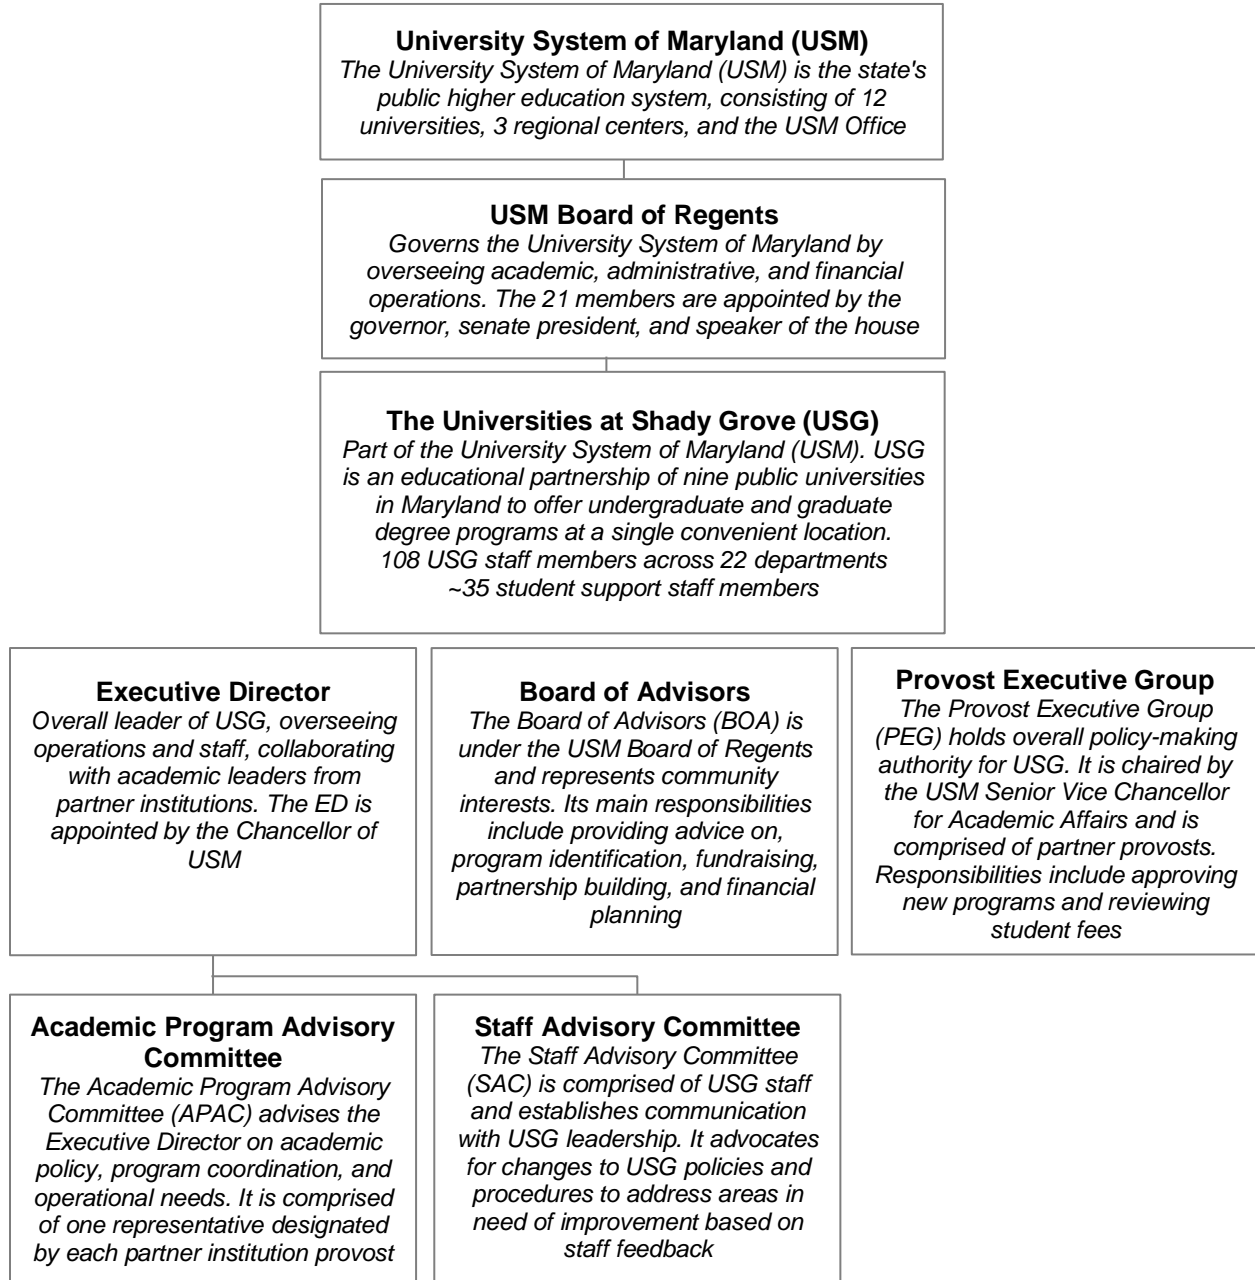 University System of Maryland (USM)
The University System of Maryland (USM) is the state's
public higher education system, consisting of 12
universities, 3 regional centers, and the USM Office
USM Board of Regents
Governs the University System of Maryland by
overseeing academic, administrative, and financial
operations. The 21 members are appointed by the
governor, senate president, and speaker of the house
The Universities at Shady Grove (USG)
Part of the University System of Maryland (USM). USG
is an educational partnership of nine public universities
in Maryland to offer undergraduate and graduate
degree programs at a single convenient location.
108 USG staff members across 22 departments
~35 student support staff members
Executive Director
Overall leader of USG, overseeing
operations and staff, collaborating
with academic leaders from
partner institutions. The ED is
appointed by the Chancellor of
USM
Board of Advisors
The Board of Advisors (BOA) is
under the USM Board of Regents
and represents community
interests. Its main responsibilities
include providing advice on,
program identification, fundraising,
partnership building, and financial
planning
Provost Executive Group
The Provost Executive Group
(PEG) holds overall policy-making
authority for USG. It is chaired by
the USM Senior Vice Chancellor
for Academic Affairs and is
comprised of partner provosts.
Responsibilities include approving
new programs and reviewing
student fees
Academic Program Advisory
Committee
The Academic Program Advisory
Committee (APAC) advises the
Executive Director on academic
policy, program coordination, and
operational needs. It is comprised
of one representative designated
by each partner institution provost
Staff Advisory Committee
The Staff Advisory Committee
(SAC) is comprised of USG staff
and establishes communication
with USG leadership. It advocates
for changes to USG policies and
procedures to address areas in
need of improvement based on
staff feedback